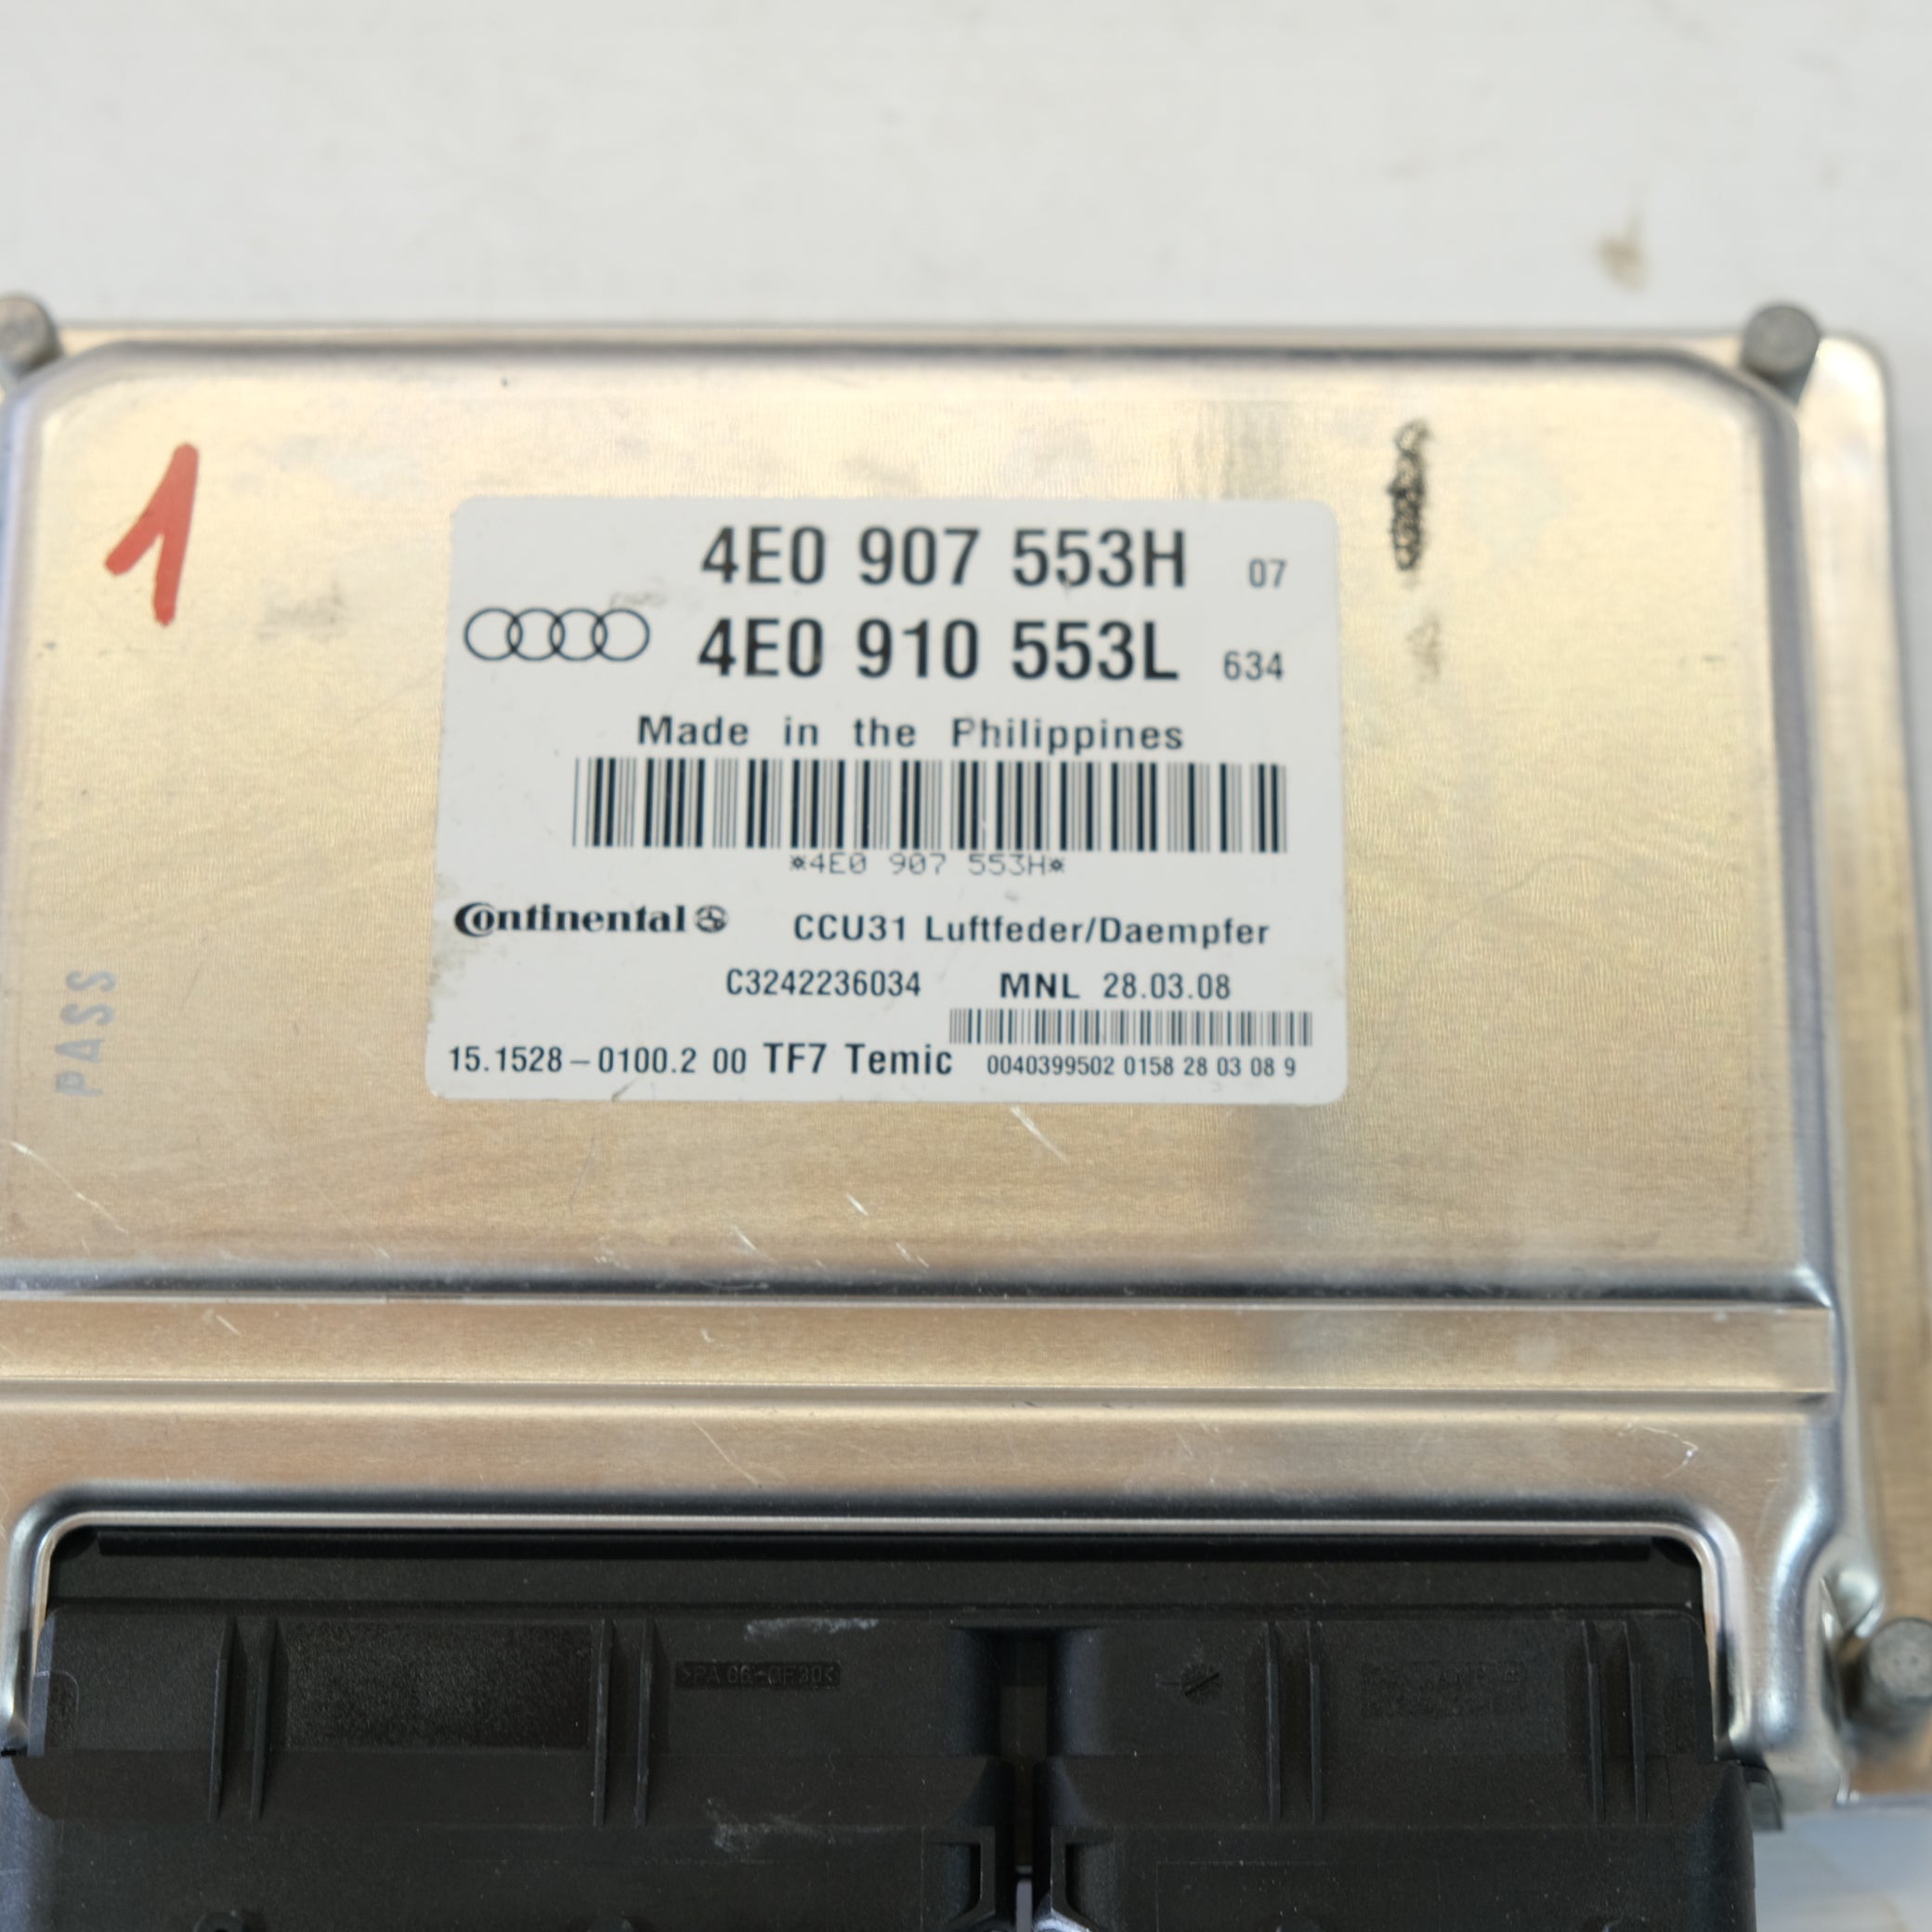 1
4E0 907 553H 07
4E0 910 553L 634
Made in the Philippines
*4E0 907 553H*
Continental CCU31 Luftfeder/Daempfer
C3242236034 MNL 28.03.08
15.1528-0100.2 00 TF7 Temic 0040399502 0158 28 03 08 9
PASS